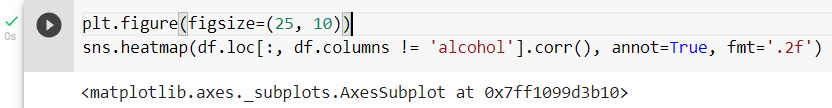 plt.figure(figsize=(25, 10))
sns.heatmap(df.loc[:, df.columns != 'alcohol'].corr(), annot=True, fmt='.2f')
0s
<matplotlib.axes._subplots.AxesSubplot at 0x7ff1099d3b10>